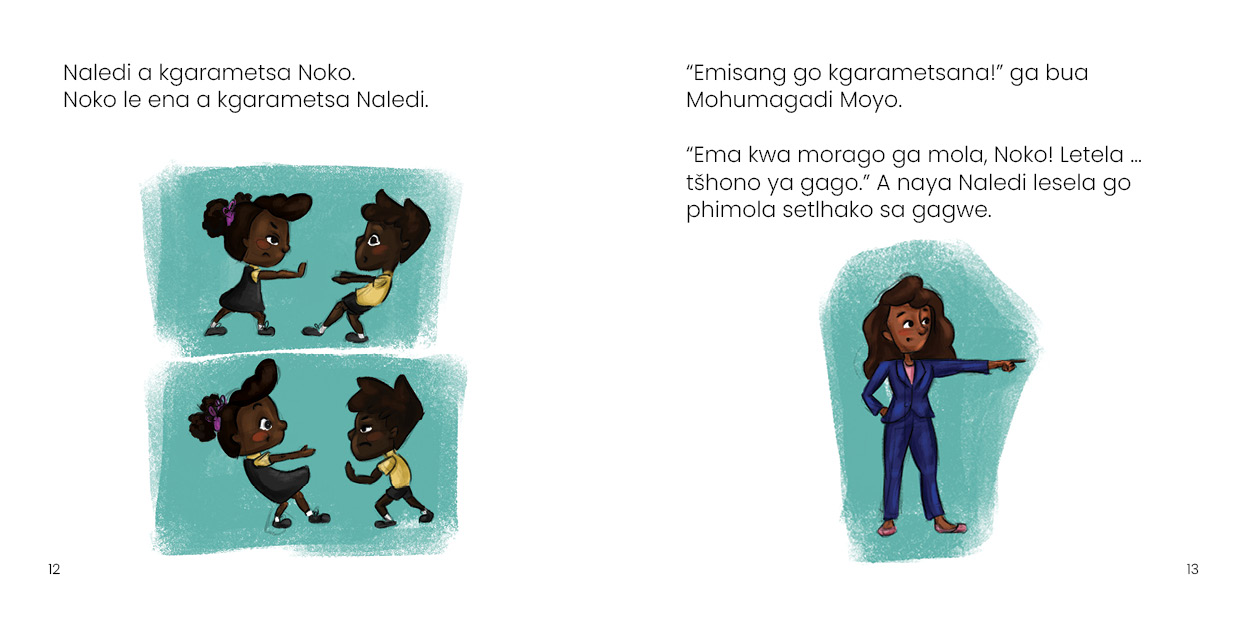 Naledi a kgarametsa Noko.
Noko le ena a kgarametsa Naledi.
12
“Emisang go kgarametsana!” ga bua
Mohumagadi Moyo.
“Ema kwa morago ga mola, Noko! Letela ...
tšhono ya gago.” A naya Naledi lesela go
phimola setlhako sa gagwe.
13